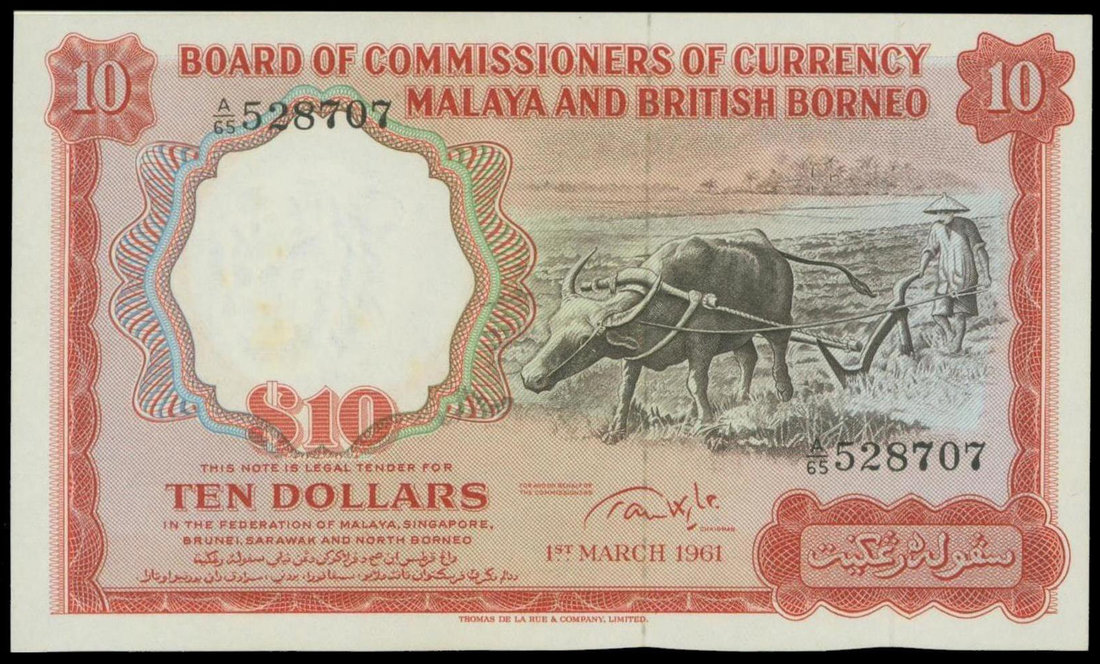 10
BOARD OF COMMISSIONERS OF CURRENCY
10
MALAYA AND BRITISH BORNEO
A/65 528707
$10
A/65 528707
THIS NOTE IS LEGAL TENDER FOR
TEN DOLLARS
IN THE FEDERATION OF MALAYA, SINGAPORE,
BRUNEI, SARAWAK AND NORTH BORNEO
FOR AND ON BEHALF OF
THE COMMISSIONERS
CHAIRMAN
1ST MARCH 1961
سڤوله رڠݢيت
THOMAS DE LA RUE & COMPANY, LIMITED.